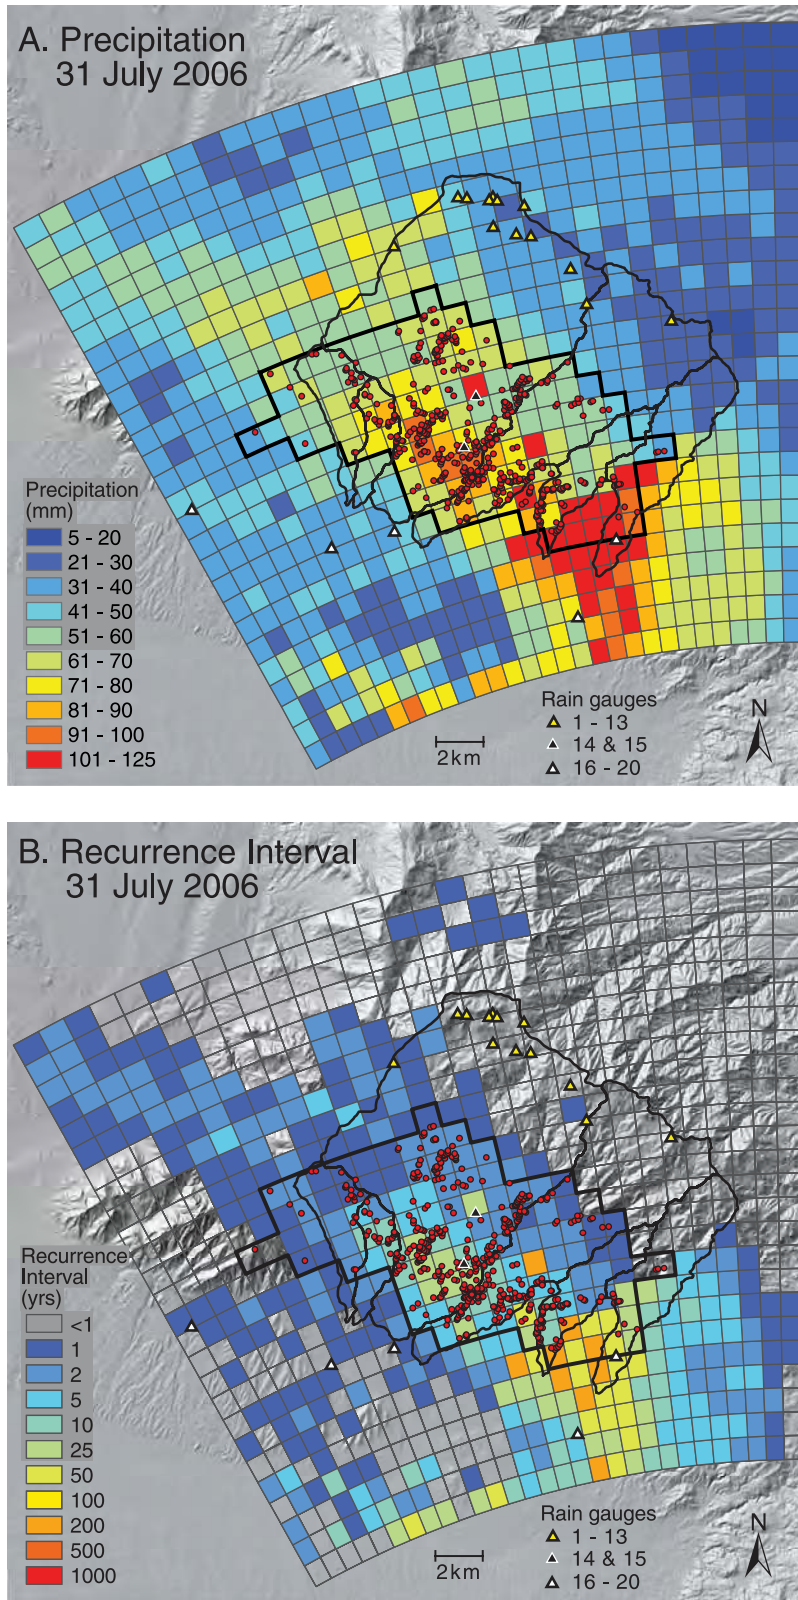 A. Precipitation
31 July 2006
Precipitation
(mm)
5 - 20
21 - 30
31 - 40
41 - 50
51 - 60
61 - 70
71 - 80
81 - 90
91 - 100
101 - 125
2km
Rain gauges
1 - 13
14 & 15
16 - 20
N
B. Recurrence Interval
31 July 2006
Recurrence
Interval
(yrs)
<1
1
2
5
10
25
50
100
200
500
1000
2km
Rain gauges
1 - 13
14 & 15
16 - 20
N